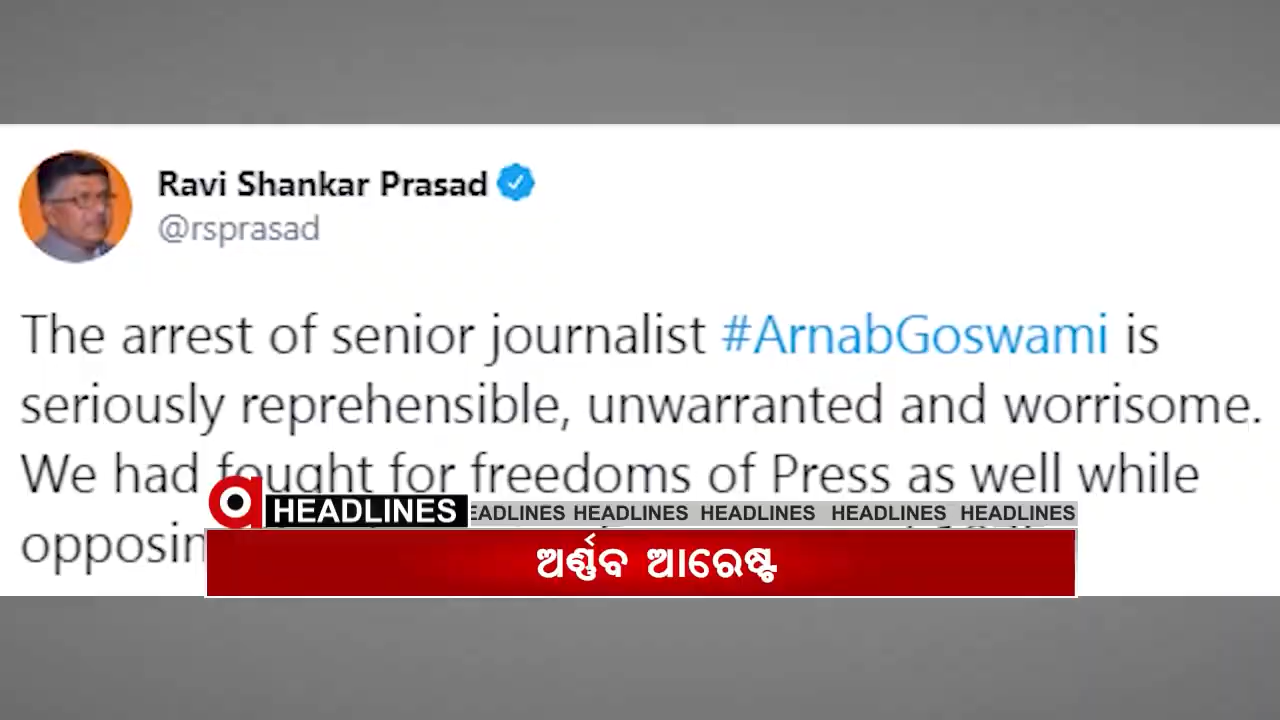 Ravi Shankar Prasad
@rsprasad
The arrest of senior journalist #ArnabGoswami is
seriously reprehensible, unwarranted and worrisome.
We had fought for freedoms of Press as well while
HEADLINES
HEADLINES HEADLINES HEADLINES HEADLINES HEADLINES
ଅର୍ଣ୍ଣବ ଆରେଷ୍ଟ